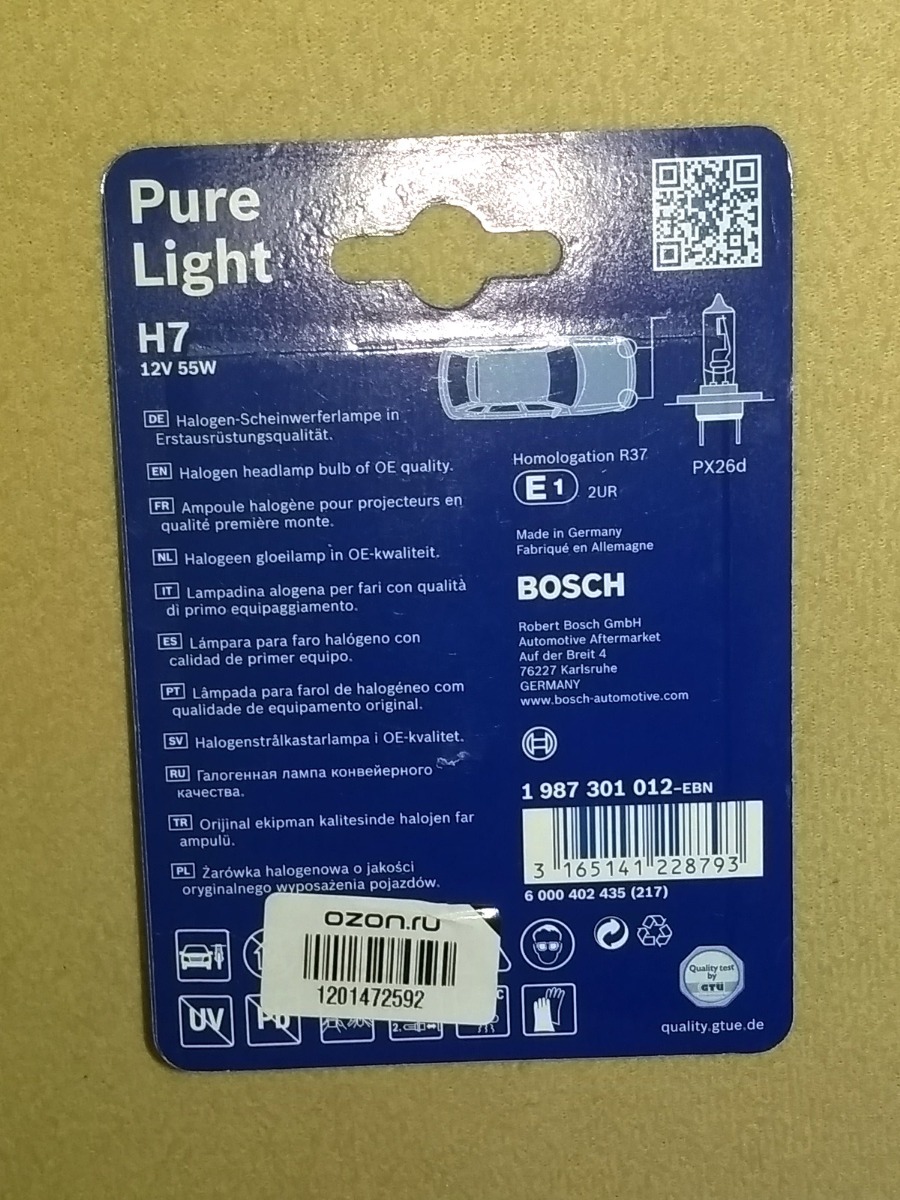 Pure
Light
H7
12V 55W
DE Halogen-Scheinwerferlampe in
Erstausrüstungsqualität.
EN Halogen headlamp bulb of OE quality.
FR Ampoule halogène pour projecteurs en
qualité première monte.
NL Halogeen gloeilamp in OE-kwaliteit.
IT Lampadina alogena per fari con qualità
di primo equipaggiamento.
ES Lámpara para faro halógeno con
calidad de primer equipo.
PT Lâmpada para farol de halogéneo com
qualidade de equipamento original.
SV Halogenstrålkastarlampa i OE-kvalitet.
RU Галогенная лампа конвейерного
качества.
TR Orijinal ekipman kalitesinde halojen far
ampulü.
PL Żarówka halogenowa o jakości
oryginalnego wyposażenia pojazdów.
PX26d
Homologation R37
E1 2UR
Made in Germany
Fabriqué en Allemagne
BOSCH
Robert Bosch GmbH
Automotive Aftermarket
Auf der Breit 4
76227 Karlsruhe
GERMANY
www.bosch-automotive.com
1 987 301 012-EBN
3 165141 228793
6 000 402 435 (217)
ozon.ru
1201472592
UV
Pb
2.
C
Quality test
by
GTÜ
quality.gtue.de